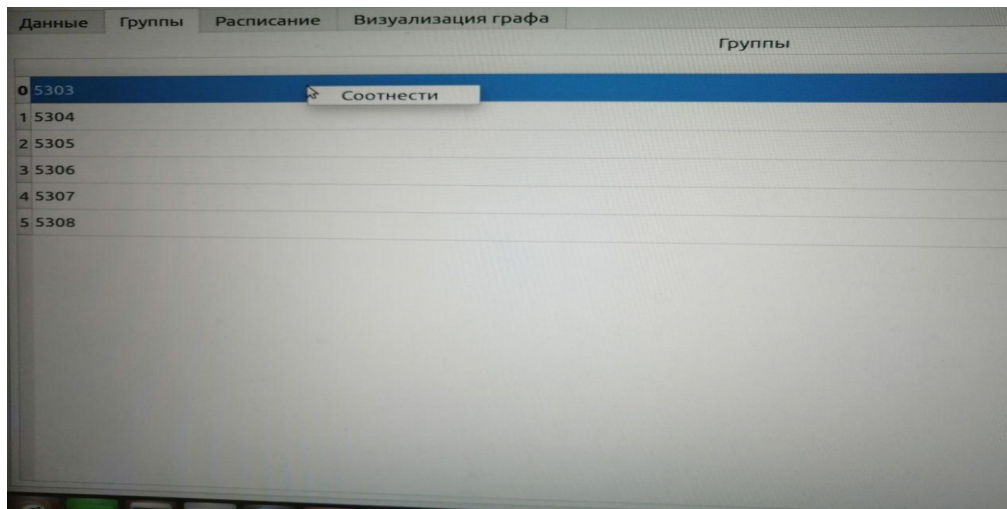 Данные Группы Расписание Визуализация графа
Группы
0 5303
Соотнести
1 5304
2 5305
3 5306
4 5307
5 5308